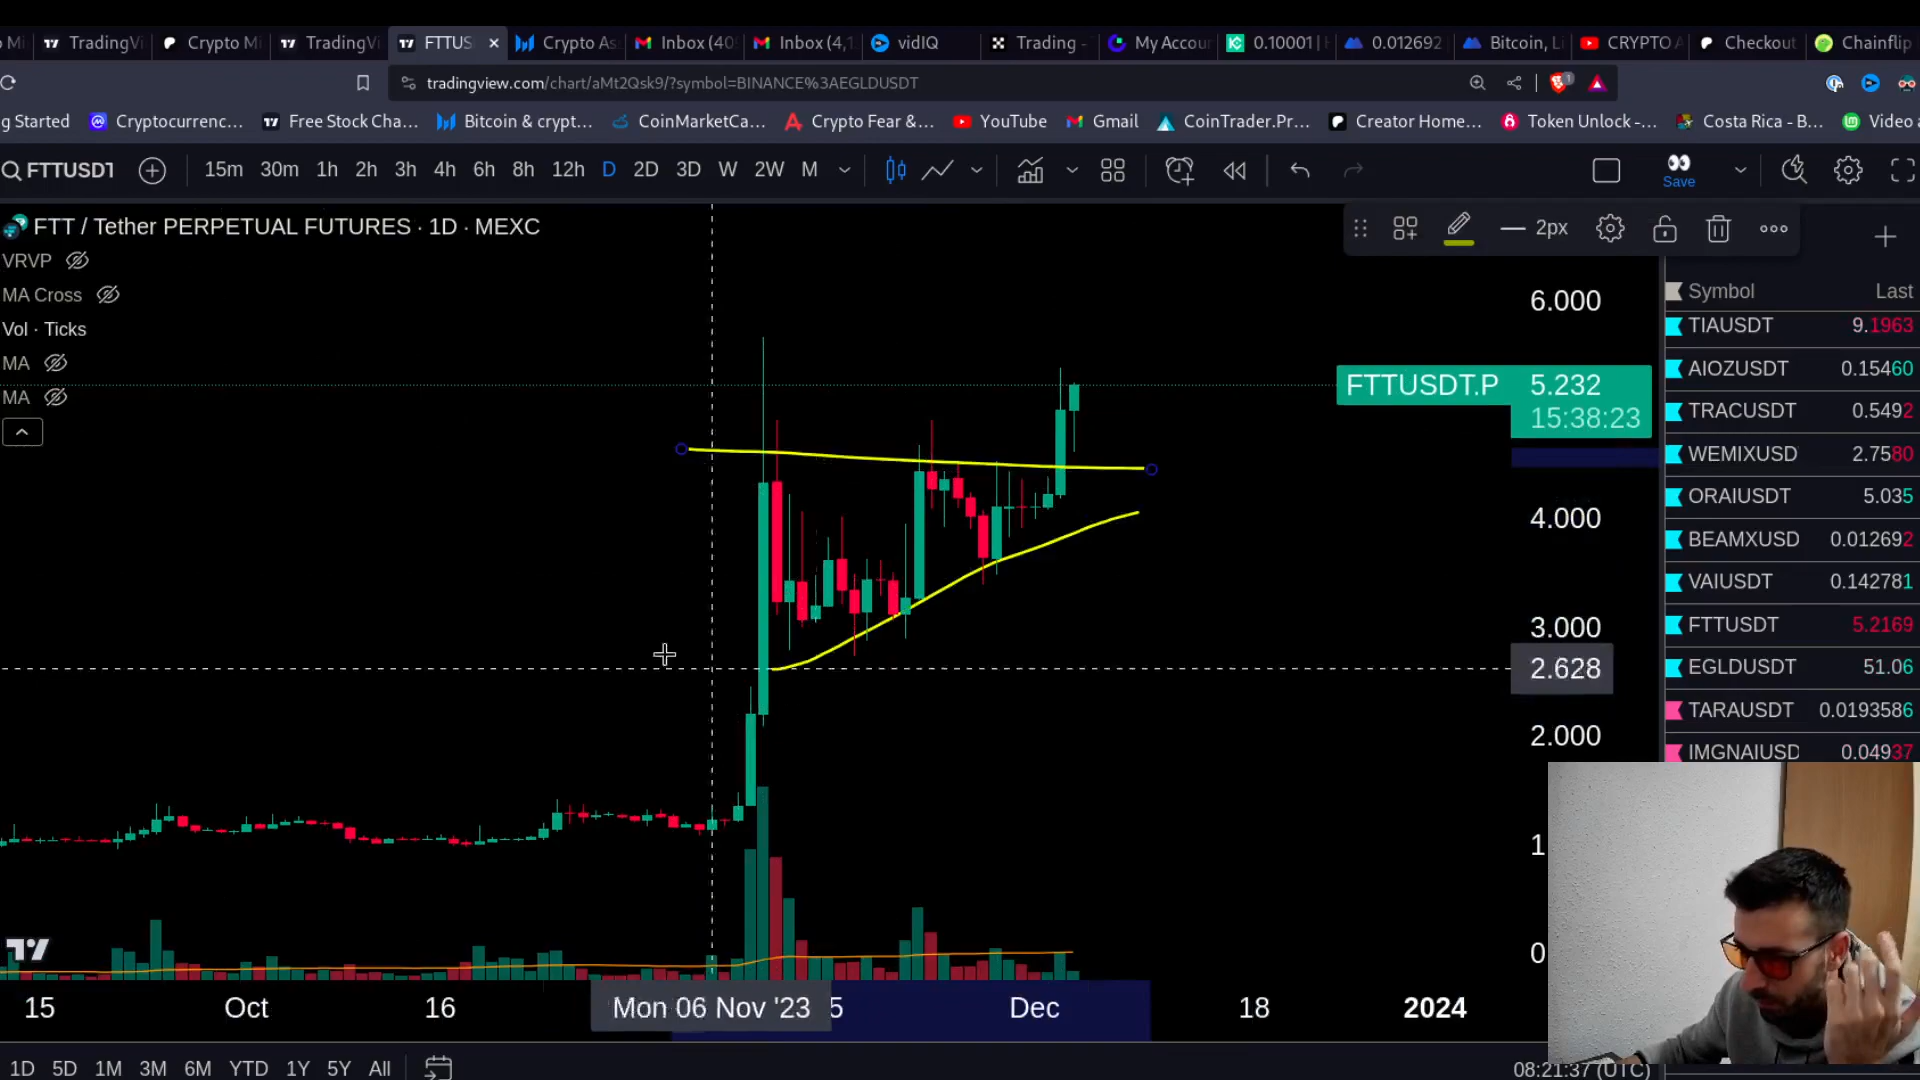 TradingVi
Crypto Mi
TradingVi
FTTUS
Crypto As
Inbox (409
Inbox (4,1
vidIQ
Trading -
My Accour
0.10001 |
0.012692
Bitcoin, Li
CRYPTO A
Checkout
Chainflip
tradingview.com/chart/aMt2Qsk9/?symbol=BINANCE%3AEGLDUSDT
g Started
Cryptocurrenc...
Free Stock Cha...
Bitcoin & crypt...
CoinMarketCa...
Crypto Fear &...
YouTube
Gmail
CoinTrader.Pr...
Creator Home...
Token Unlock -...
Costa Rica - B...
Video a
FTTUSDT
15m 30m 1h 2h 3h 4h 6h 8h 12h D 2D 3D W 2W M
Save
FTT / Tether PERPETUAL FUTURES · 1D · MEXC
2px
VRVP
MA Cross
Vol · Ticks
MA
MA
6.000
FTTUSDT.P 5.232
15:38:23
4.000
3.000
2.628
2.000
1
0
Symbol Last
TIAUSDT 9.1963
AIOZUSDT 0.15460
TRACUSDT 0.5492
WEMIXUSD 2.7580
ORAIUSDT 5.035
BEAMXUSD 0.012692
VAIUSDT 0.142781
FTTUSDT 5.2169
EGLDUSDT 51.06
TARAUSDT 0.0193586
IMGNAIUSD 0.04937
15 Oct 16 Mon 06 Nov '23 5 Dec 18 2024
1D 5D 1M 3M 6M YTD 1Y 5Y All
08:21:37 (UTC)